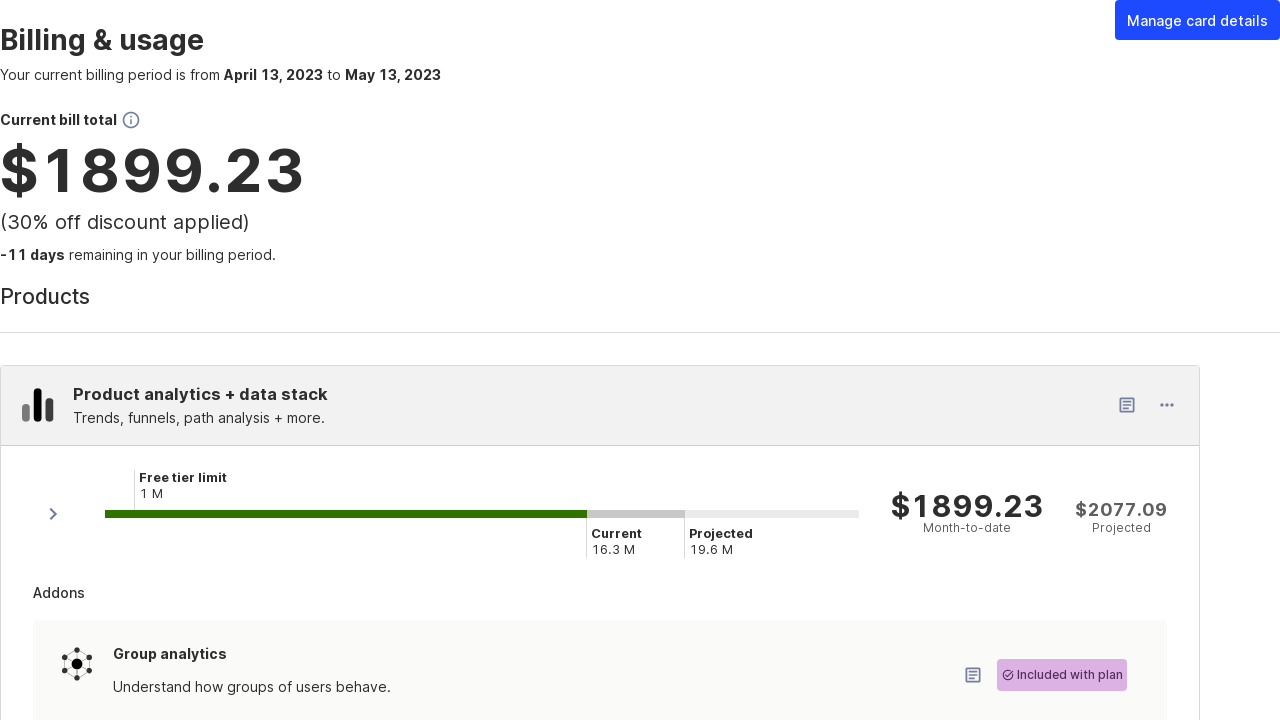 Manage card details
Billing & usage
Your current billing period is from April 13, 2023 to May 13, 2023
Current bill total
$1899.23
(30% off discount applied)
-11 days remaining in your billing period.
Products
Product analytics + data stack
Trends, funnels, path analysis + more.
Free tier limit
1 M
Current
16.3 M
Projected
19.6 M
$1899.23
Month-to-date
$2077.09
Projected
Addons
Group analytics
Understand how groups of users behave.
Included with plan